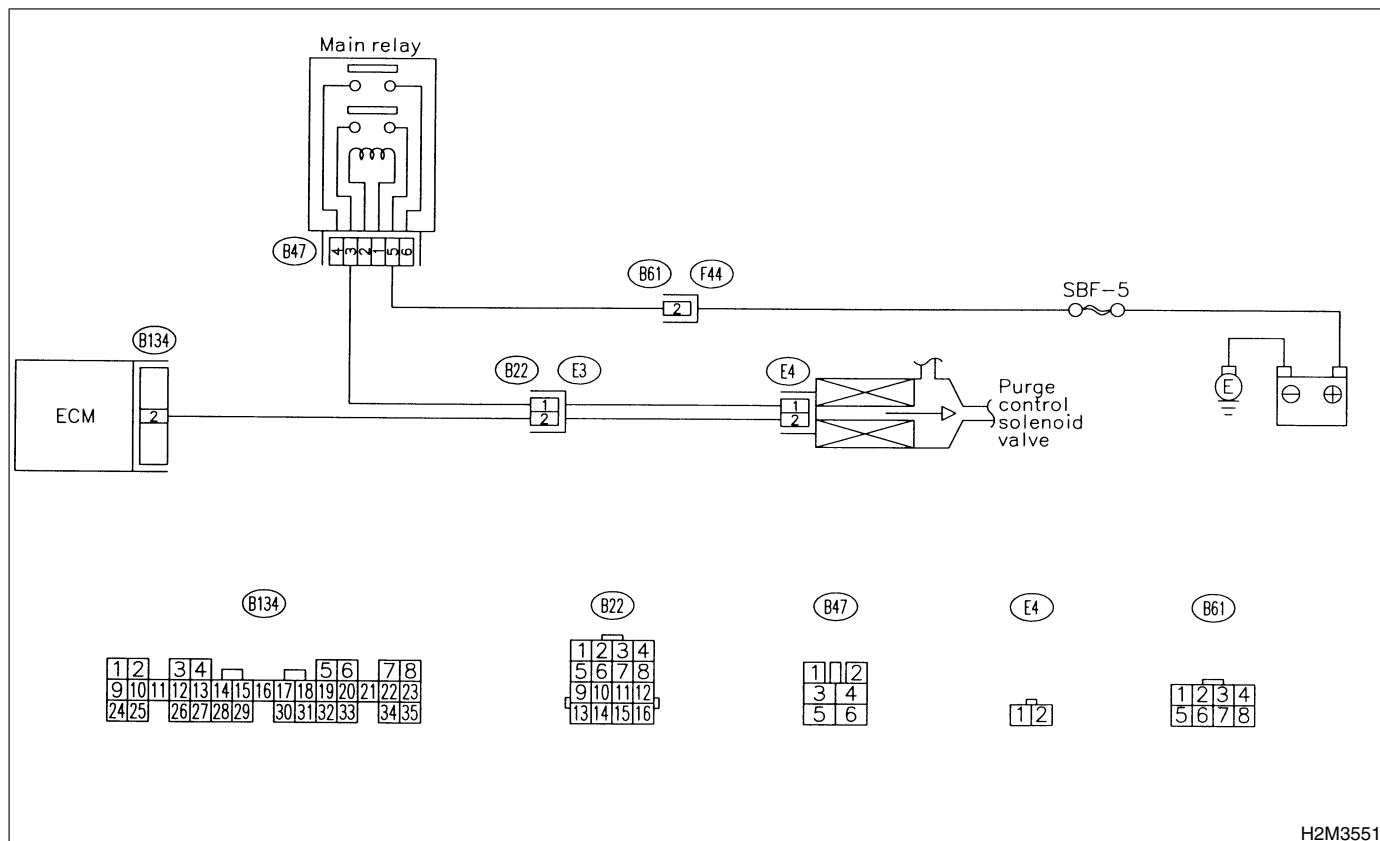 Main relay
B47
4 3 2 1 5 6
B61 F44
2
SBF-5
B134
ECM
2
B22 E3
1
2
E4
1
2
Purge
control
solenoid
valve
E
⊖ ⊕
B134
1 2 3 4 5 6 7 8
9 10 11 12 13 14 15 16 17 18 19 20 21 22 23
24 25 26 27 28 29 30 31 32 33 34 35
B22
1 2 3 4
5 6 7 8
9 10 11 12
13 14 15 16
B47
1 2
3 4
5 6
E4
1 2
B61
1 2 3 4
5 6 7 8
H2M3551